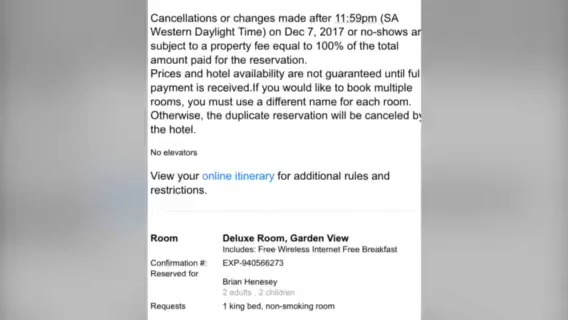 Cancellations or changes made after 11:59pm (SA
Western Daylight Time) on Dec 7, 2017 or no-shows ar
subject to a property fee equal to 100% of the total
amount paid for the reservation.
Prices and hotel availability are not guaranteed until ful
payment is received.If you would like to book multiple
rooms, you must use a different name for each room.
Otherwise, the duplicate reservation will be canceled by
the hotel.
No elevators
View your online itinerary for additional rules and
restrictions.
Room Deluxe Room, Garden View
Includes: Free Wireless Internet Free Breakfast
Confirmation #: EXP-940566273
Reserved for
Brian Henesey
2 adults , 2 children
Requests 1 king bed, non-smoking room